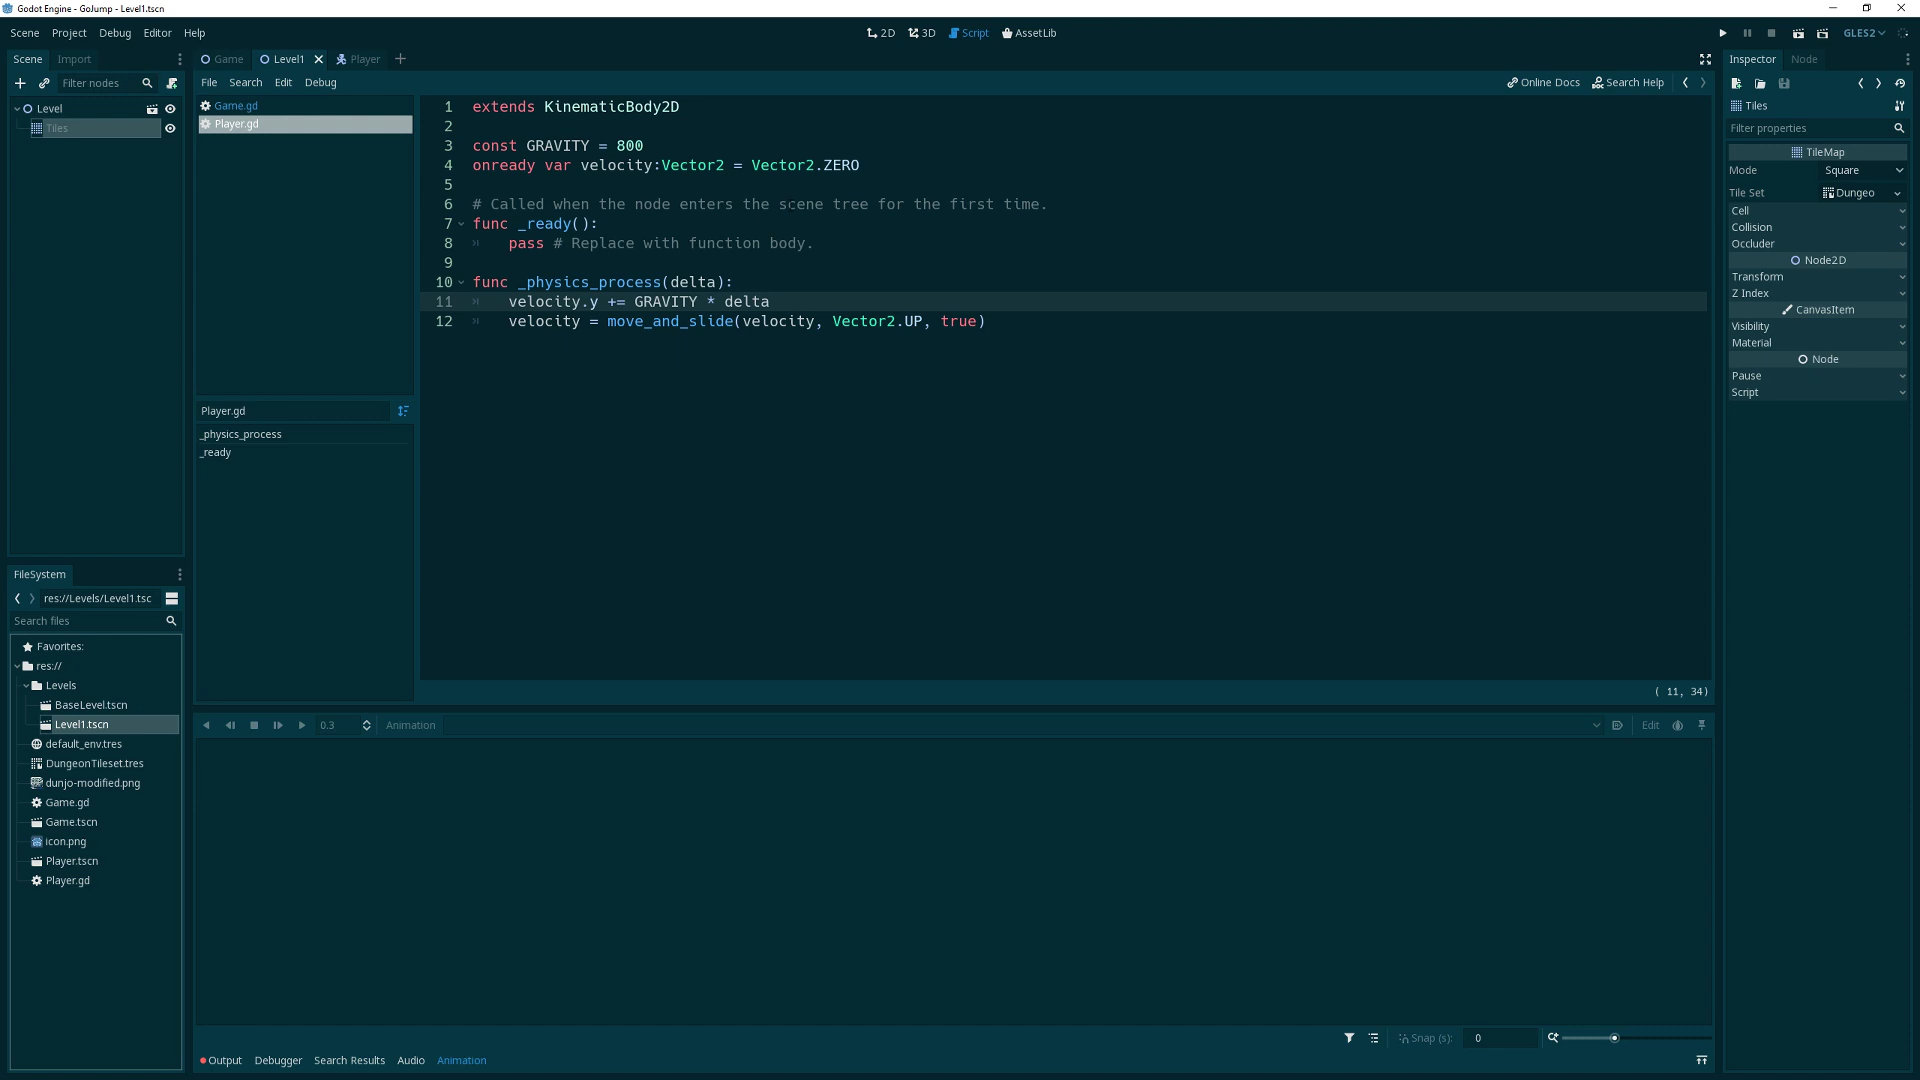 Godot Engine - GoJump - Level1.tscn
Scene Project Debug Editor Help
2D 3D Script AssetLib
GLES2
Scene Import
Game Level1 Player
Inspector Node
Filter nodes
File Search Edit Debug
Online Docs Search Help
Level
Tiles
Game.gd
Player.gd
1 extends KinematicBody2D
2
3 const GRAVITY = 800
4 onready var velocity:Vector2 = Vector2.ZERO
5
6 # Called when the node enters the scene tree for the first time.
7 func _ready():
8 pass # Replace with function body.
9
10 func _physics_process(delta):
11 velocity.y += GRAVITY * delta
12 velocity = move_and_slide(velocity, Vector2.UP, true)
Player.gd
_physics_process
_ready
( 11, 34)
Tiles
Filter properties
TileMap
Mode Square
Tile Set Dungeo
Cell
Collision
Occluder
Node2D
Transform
Z Index
CanvasItem
Visibility
Material
Node
Pause
Script
FileSystem
res://Levels/Level1.tsc
Search files
Favorites:
res://
Levels
BaseLevel.tscn
Level1.tscn
default_env.tres
DungeonTileset.tres
dunjo-modified.png
Game.gd
Game.tscn
icon.png
Player.tscn
Player.gd
0.3 Animation Edit
Snap (s): 0
Output Debugger Search Results Audio Animation